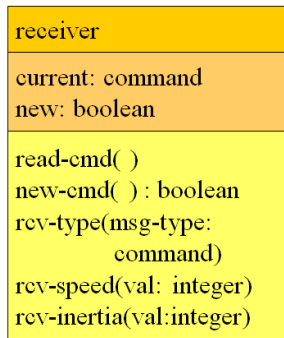 receiver
current: command
new: boolean
read-cmd( )
new-cmd( ) : boolean
rcv-type(msg-type:
command)
rcv-speed(val: integer)
rcv-inertia(val:integer)